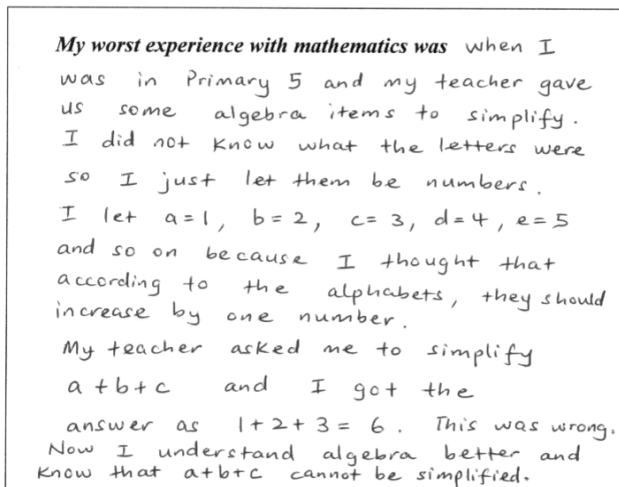 My worst experience with mathematics was when I
was in Primary 5 and my teacher gave
us some algebra items to simplify.
I did not know what the letters were
so I just let them be numbers.
I let a=1, b=2, c=3, d=4, e=5
and so on because I thought that
according to the alphabets, they should
increase by one number.
My teacher asked me to simplify
a+b+c and I got the
answer as 1+2+3=6. This was wrong.
Now I understand algebra better and
know that a+b+c cannot be simplified.